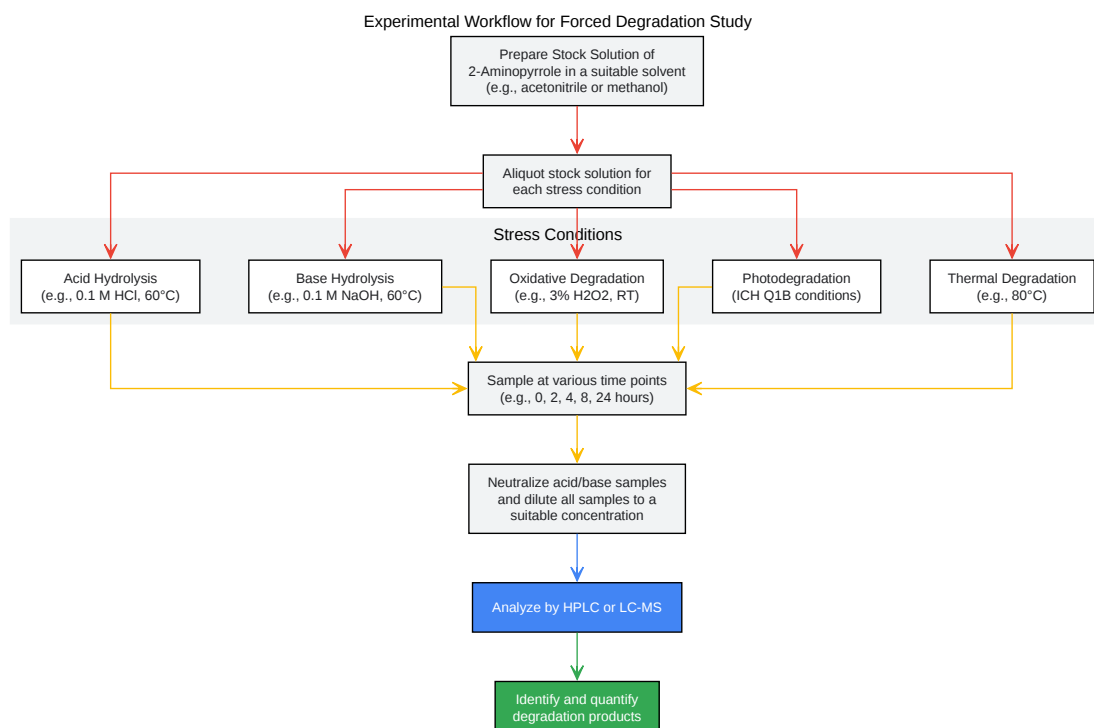 Experimental Workflow for Forced Degradation Study
Prepare Stock Solution of
2-Aminopyrrole in a suitable solvent
(e.g., acetonitrile or methanol)
Aliquot stock solution for
each stress condition
Stress Conditions
Acid Hydrolysis
(e.g., 0.1 M HCl, 60°C)
Base Hydrolysis
(e.g., 0.1 M NaOH, 60°C)
Oxidative Degradation
(e.g., 3% H2O2, RT)
Photodegradation
(ICH Q1B conditions)
Thermal Degradation
(e.g., 80°C)
Sample at various time points
(e.g., 0, 2, 4, 8, 24 hours)
Neutralize acid/base samples
and dilute all samples to a
suitable concentration
Analyze by HPLC or LC-MS
Identify and quantify
degradation products